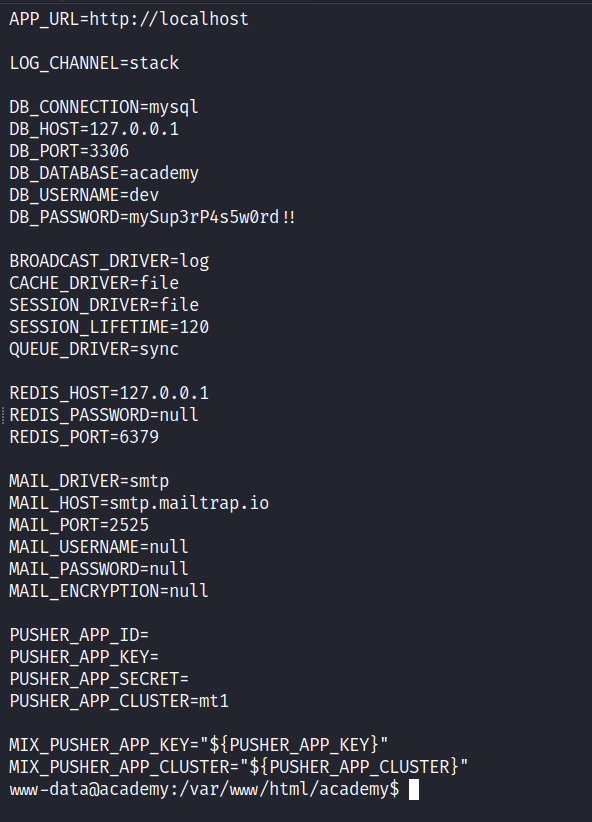 APP_URL=http://localhost
LOG_CHANNEL=stack
DB_CONNECTION=mysql
DB_HOST=127.0.0.1
DB_PORT=3306
DB_DATABASE=academy
DB_USERNAME=dev
DB_PASSWORD=mySup3rP4s5w0rd!!
BROADCAST_DRIVER=log
CACHE_DRIVER=file
SESSION_DRIVER=file
SESSION_LIFETIME=120
QUEUE_DRIVER=sync
REDIS_HOST=127.0.0.1
REDIS_PASSWORD=null
REDIS_PORT=6379
MAIL_DRIVER=smtp
MAIL_HOST=smtp.mailtrap.io
MAIL_PORT=2525
MAIL_USERNAME=null
MAIL_PASSWORD=null
MAIL_ENCRYPTION=null
PUSHER_APP_ID=
PUSHER_APP_KEY=
PUSHER_APP_SECRET=
PUSHER_APP_CLUSTER=mt1
MIX_PUSHER_APP_KEY="${PUSHER_APP_KEY}"
MIX_PUSHER_APP_CLUSTER="${PUSHER_APP_CLUSTER}"
www-data@academy:/var/www/html/academy$